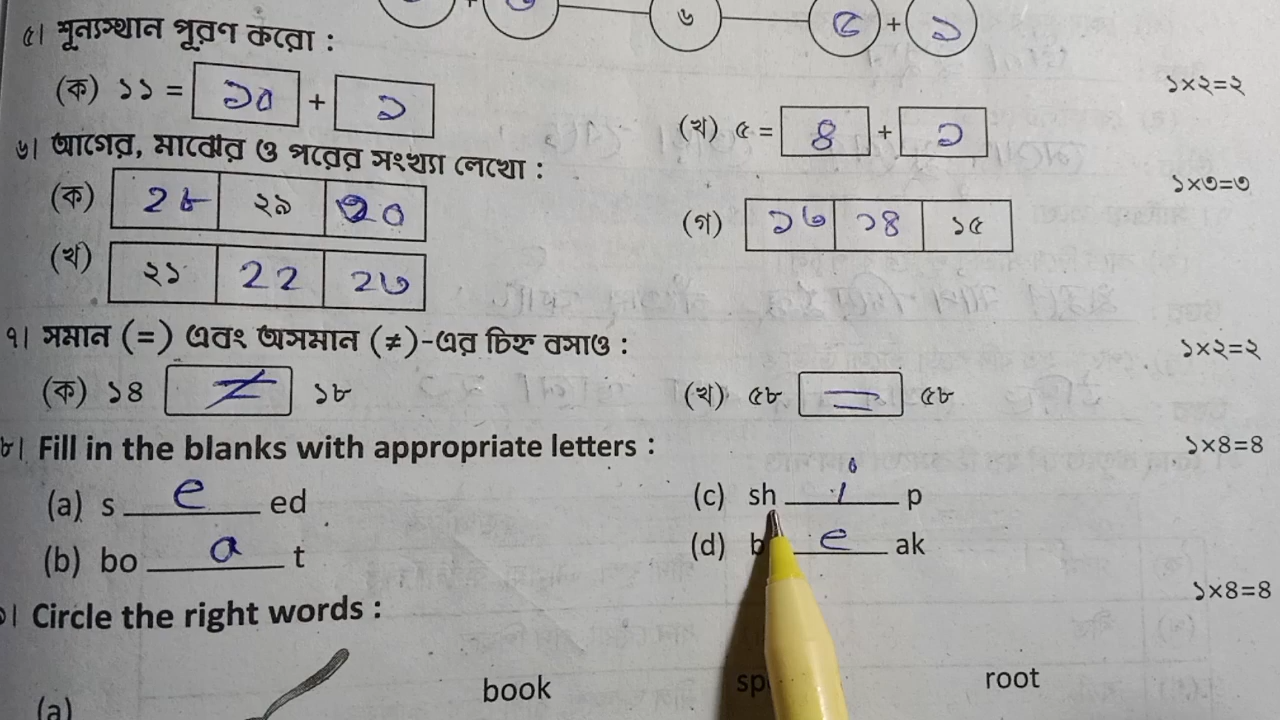 ৬ ৫ + ১
৫। শূন্যস্থান পূরণ করো :
১×২=২
(ক) ১১ = ১০ + ১
(খ) ৫ = ৪ + ১
৬। আগের, মাঝের ও পরের সংখ্যা লেখো :
১×৩=৩
(ক) ২৮ ২৯ ৩০
(গ) ১৩ ১৪ ১৫
(খ) ২১ ২২ ২৩
৭। সমান (=) এবং অসমান (≠)-এর চিহ্ন বসাও :
১×২=২
(ক) ১৪ ≠ ১৮
(খ) ৫৮ = ৫৮
৮। Fill in the blanks with appropriate letters :
১×৪=৪
(a) s e ed
(c) sh i p
(b) bo a t
(d) b e ak
১×৪=৪
৯। Circle the right words :
(a) book root